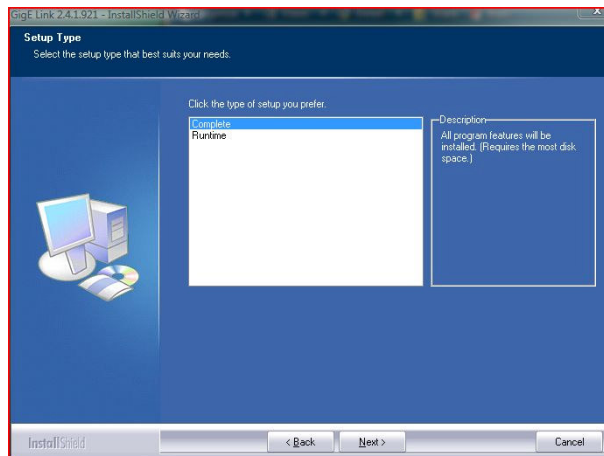 GigE Link 2.4.1.921 - InstallShield Wizard
Setup Type
Select the setup type that best suits your needs.
Click the type of setup you prefer.
Complete
Runtime
Description
All program features will be
installed. (Requires the most disk
space.)
InstallShield
< Back
Next >
Cancel